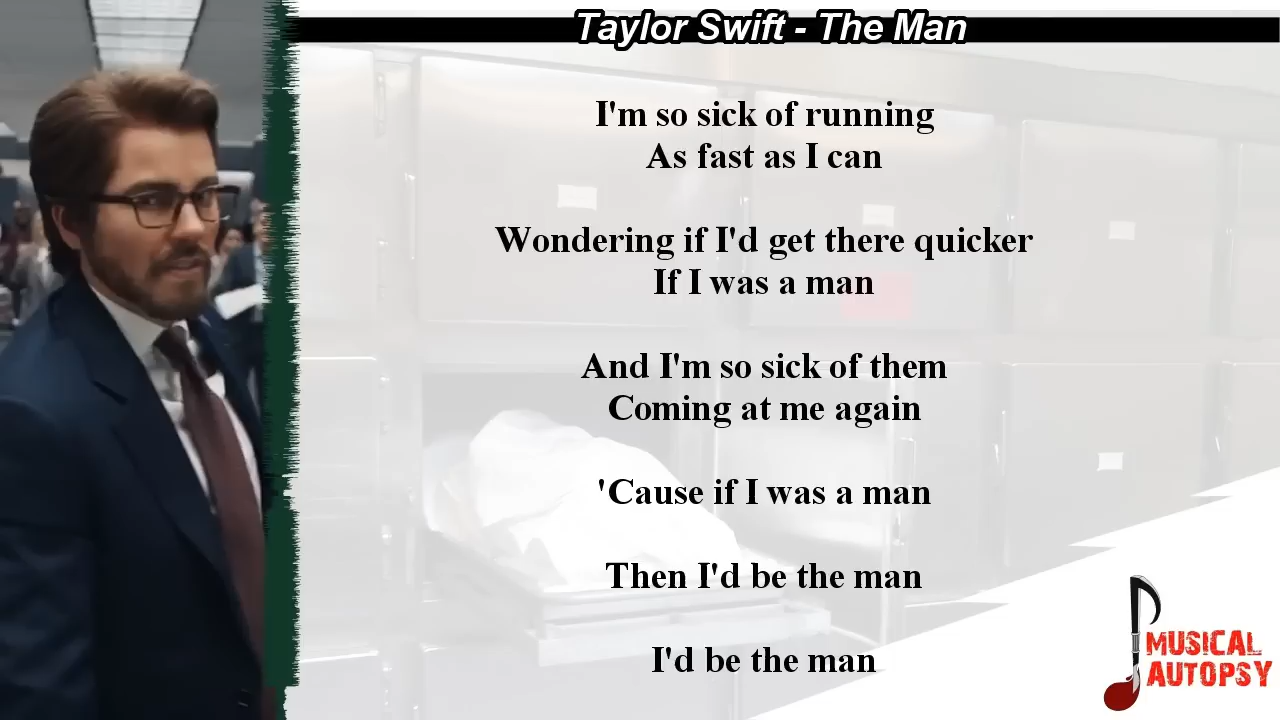 Taylor Swift - The Man
I'm so sick of running
As fast as I can
Wondering if I'd get there quicker
If I was a man
And I'm so sick of them
Coming at me again
'Cause if I was a man
Then I'd be the man
I'd be the man
MUSICAL
AUTOPSY